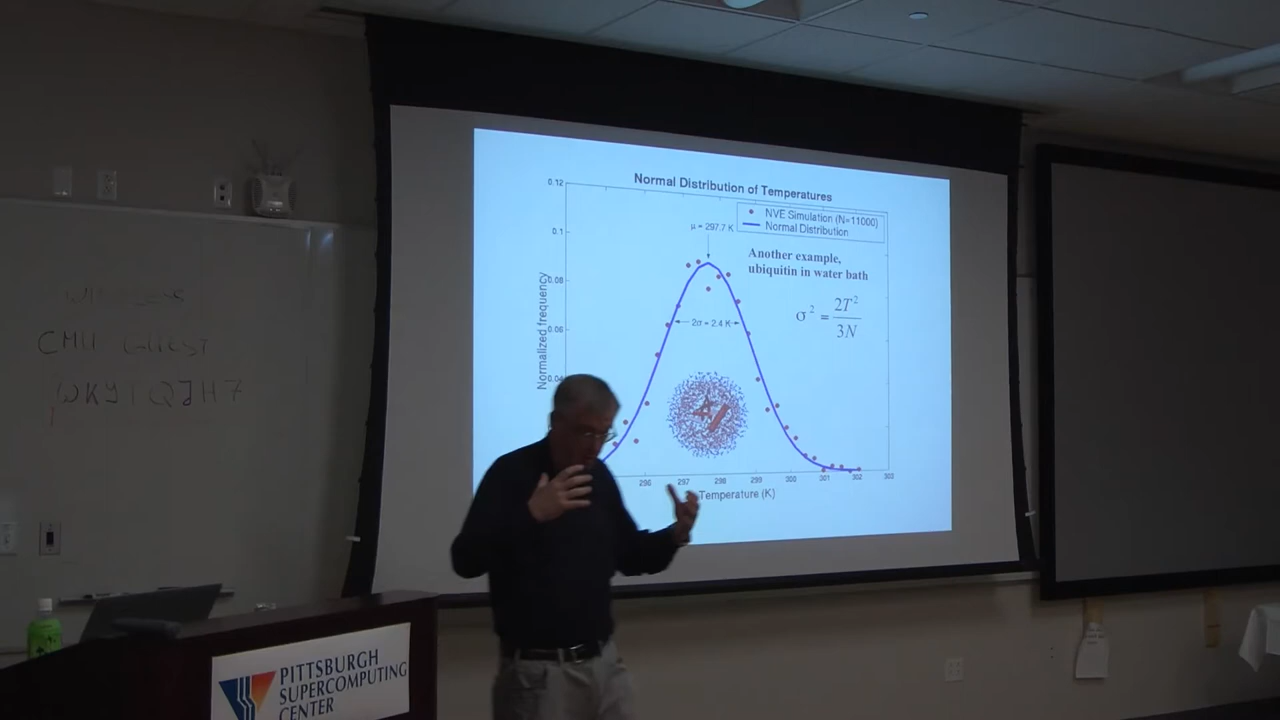 Normal Distribution of Temperatures
0.12
0.1
0.08
0.06
Normalized frequency
NVE Simulation (N=11000)
Normal Distribution
μ = 297.7 K
Another example,
ubiquitin in water bath
σ² = 2T² / 3N
2σ = 2.4 K
296 297 298 299 300 301 302 303
Temperature (K)
CMU GUEST
PITTSBURGH
SUPERCOMPUTING
CENTER